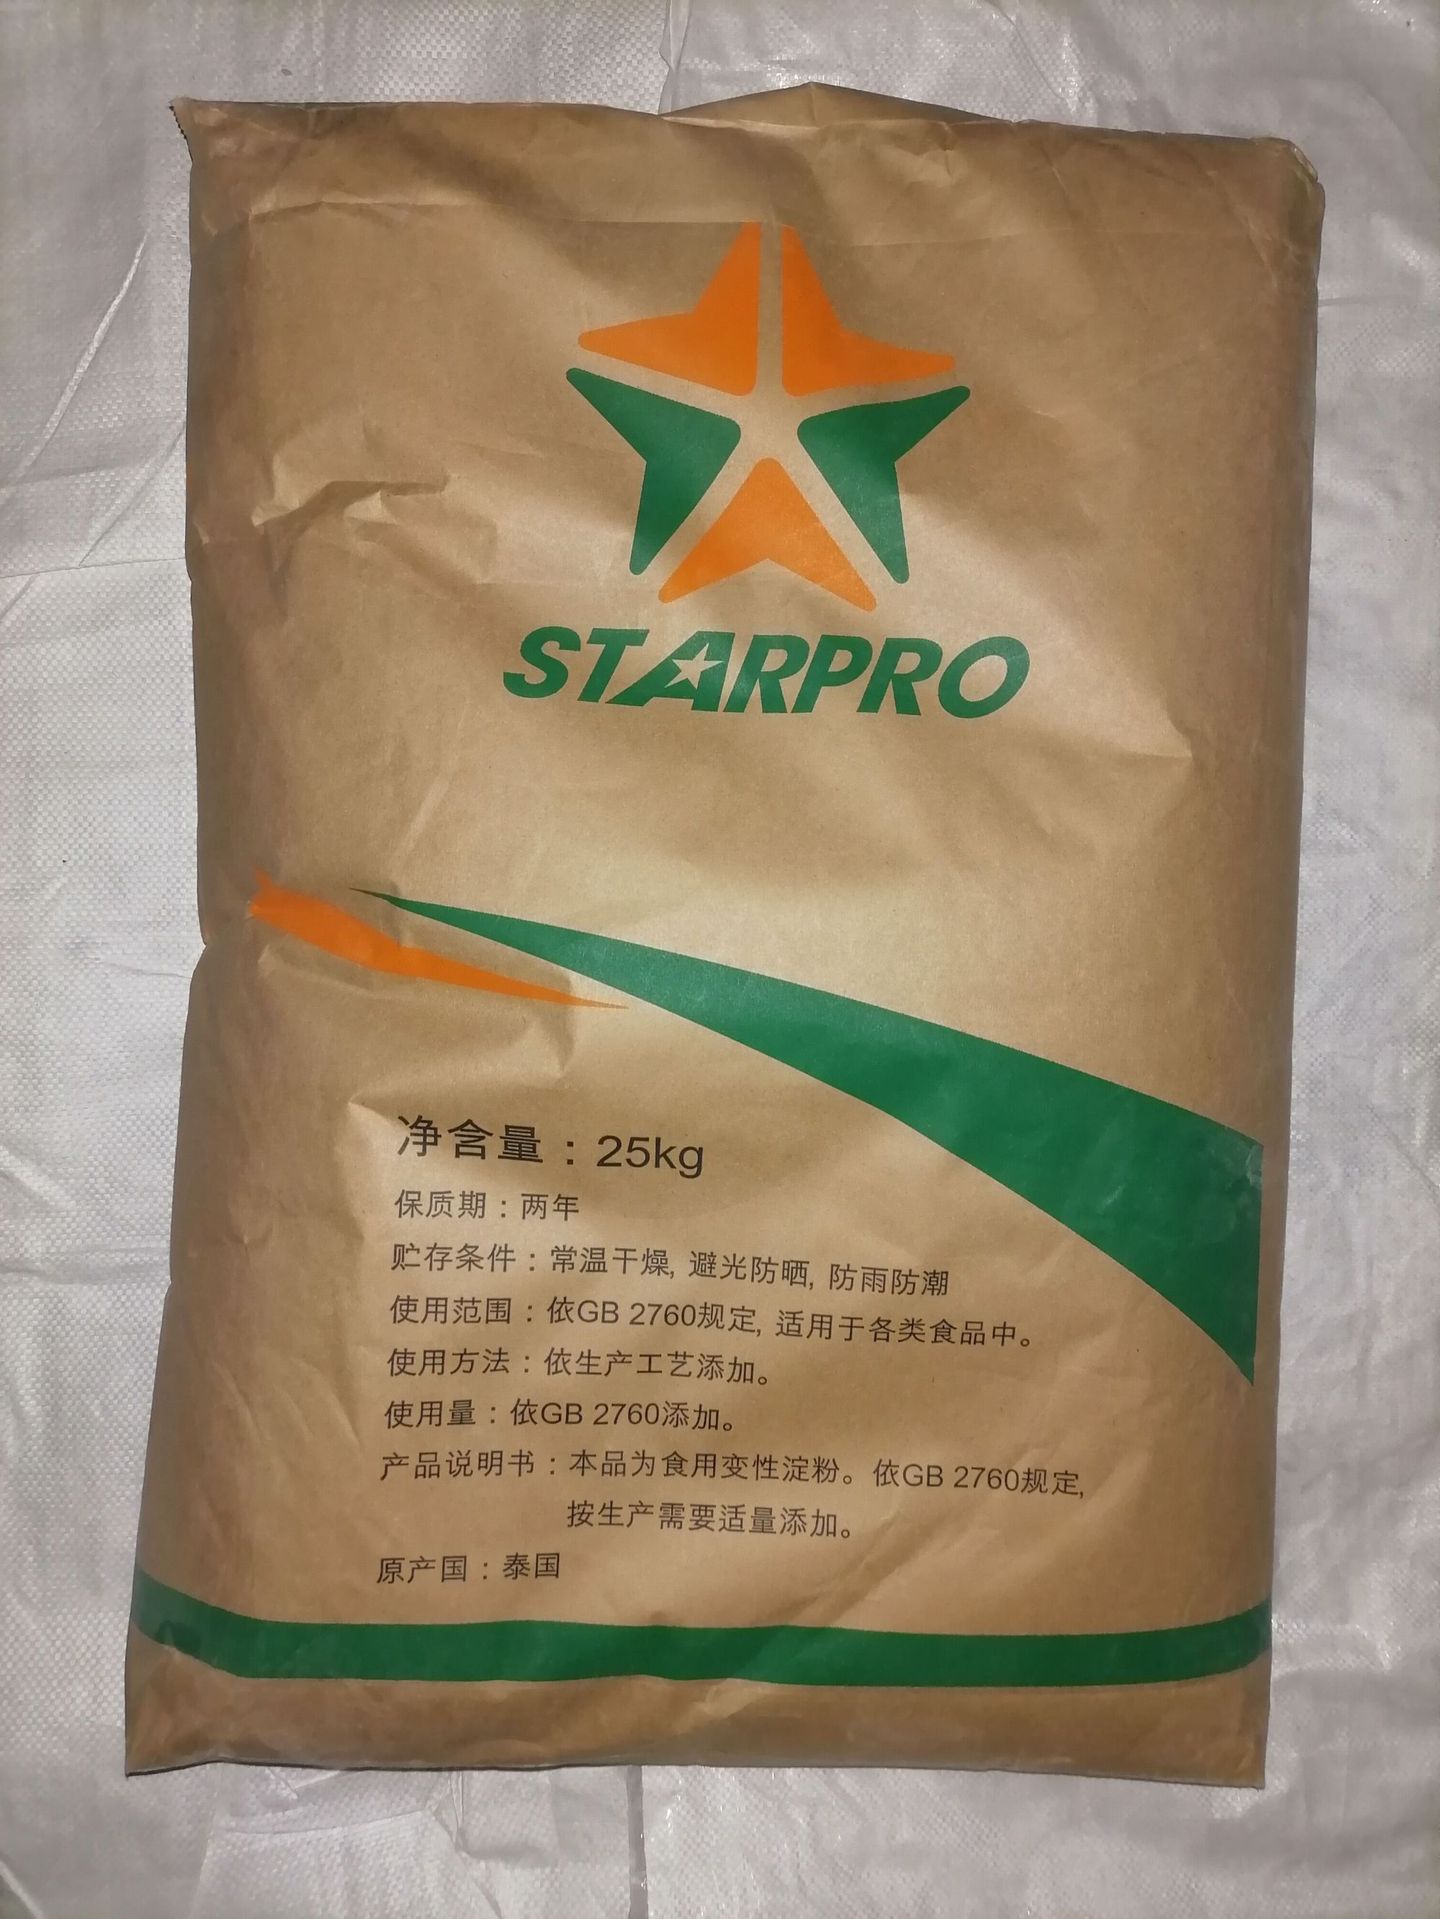 STARPRO
净含量：25kg
保质期：两年
贮存条件：常温干燥, 避光防晒, 防雨防潮
使用范围：依GB 2760规定, 适用于各类食品中。
使用方法：依生产工艺添加。
使用量：依GB 2760添加。
产品说明书：本品为食用变性淀粉。依GB 2760规定,
按生产需要适量添加。
原产国：泰国